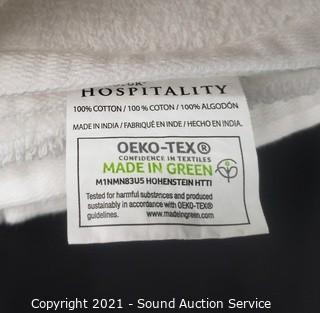 HOSPITALITY
100% COTTON / 100 % COTON / 100% ALGODÓN
MADE IN INDIA / FABRIQUÉ EN INDE / HECHO EN INDIA.
OEKO-TEX®
CONFIDENCE IN TEXTILES
MADE IN GREEN
M1NMN83U5 HOHENSTEIN HTTI
Tested for harmful substances and produced
sustainably in accordance with OEKO-TEX®
guidelines. www.madeingreen.com
Copyright 2021 - Sound Auction Service